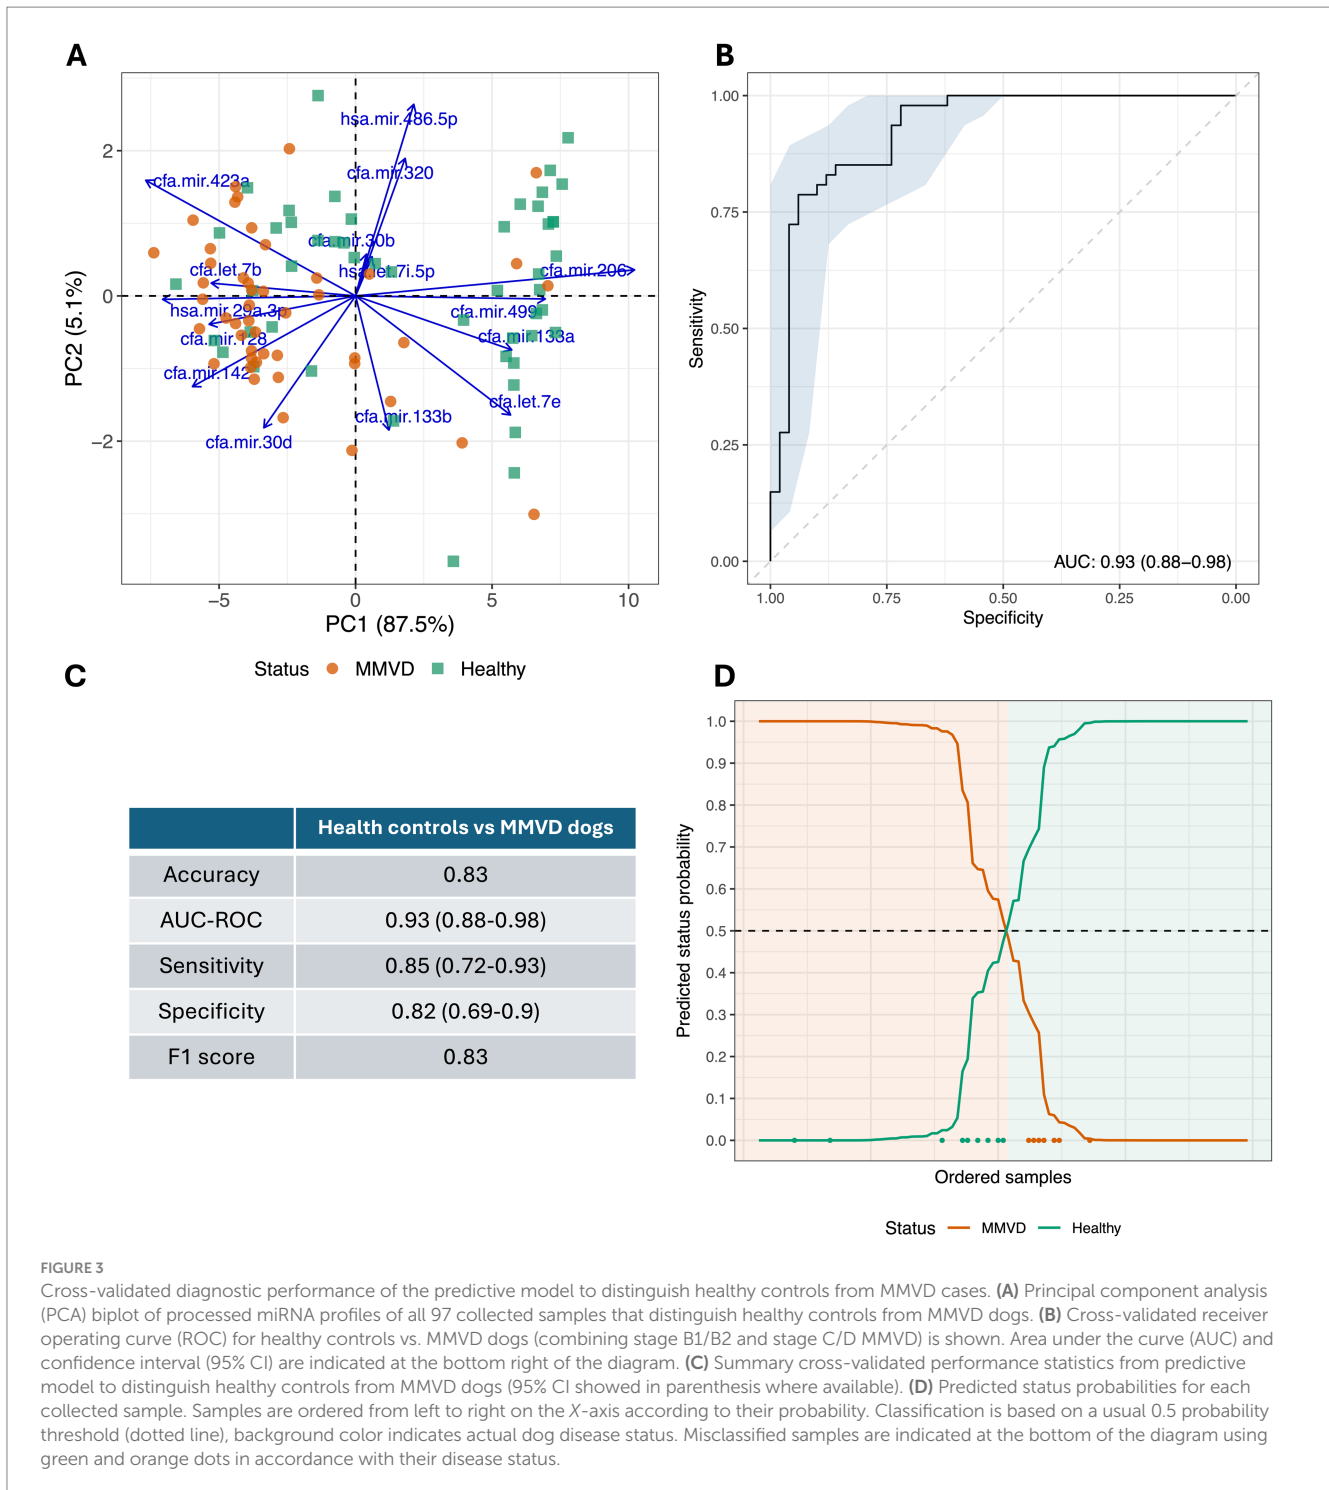 A
hsa.mir.486.5p
cfa.mir.320
cfa.mir.423a
cfa.mir.30b
cfa.let.7b
hsa.let.7i.5p
cfa.mir.206
hsa.mir.29a.3p
cfa.mir.499
cfa.mir.128
cfa.mir.133a
cfa.mir.142
cfa.let.7e
cfa.mir.133b
cfa.mir.30d
2
0
−2
PC2 (5.1%)
−5 0 5 10
PC1 (87.5%)
Status MMVD Healthy
B
1.00
0.75
0.50
0.25
0.00
Sensitivity
AUC: 0.93 (0.88–0.98)
1.00 0.75 0.50 0.25 0.00
Specificity
C
Health controls vs MMVD dogs
Accuracy 0.83
AUC-ROC 0.93 (0.88-0.98)
Sensitivity 0.85 (0.72-0.93)
Specificity 0.82 (0.69-0.9)
F1 score 0.83
D
1.0
0.9
0.8
0.7
0.6
0.5
0.4
0.3
0.2
0.1
0.0
Predicted status probability
Ordered samples
Status MMVD Healthy
FIGURE 3
Cross-validated diagnostic performance of the predictive model to distinguish healthy controls from MMVD cases. (A) Principal component analysis
(PCA) biplot of processed miRNA profiles of all 97 collected samples that distinguish healthy controls from MMVD dogs. (B) Cross-validated receiver
operating curve (ROC) for healthy controls vs. MMVD dogs (combining stage B1/B2 and stage C/D MMVD) is shown. Area under the curve (AUC) and
confidence interval (95% CI) are indicated at the bottom right of the diagram. (C) Summary cross-validated performance statistics from predictive
model to distinguish healthy controls from MMVD dogs (95% CI showed in parenthesis where available). (D) Predicted status probabilities for each
collected sample. Samples are ordered from left to right on the X-axis according to their probability. Classification is based on a usual 0.5 probability
threshold (dotted line), background color indicates actual dog disease status. Misclassified samples are indicated at the bottom of the diagram using
green and orange dots in accordance with their disease status.